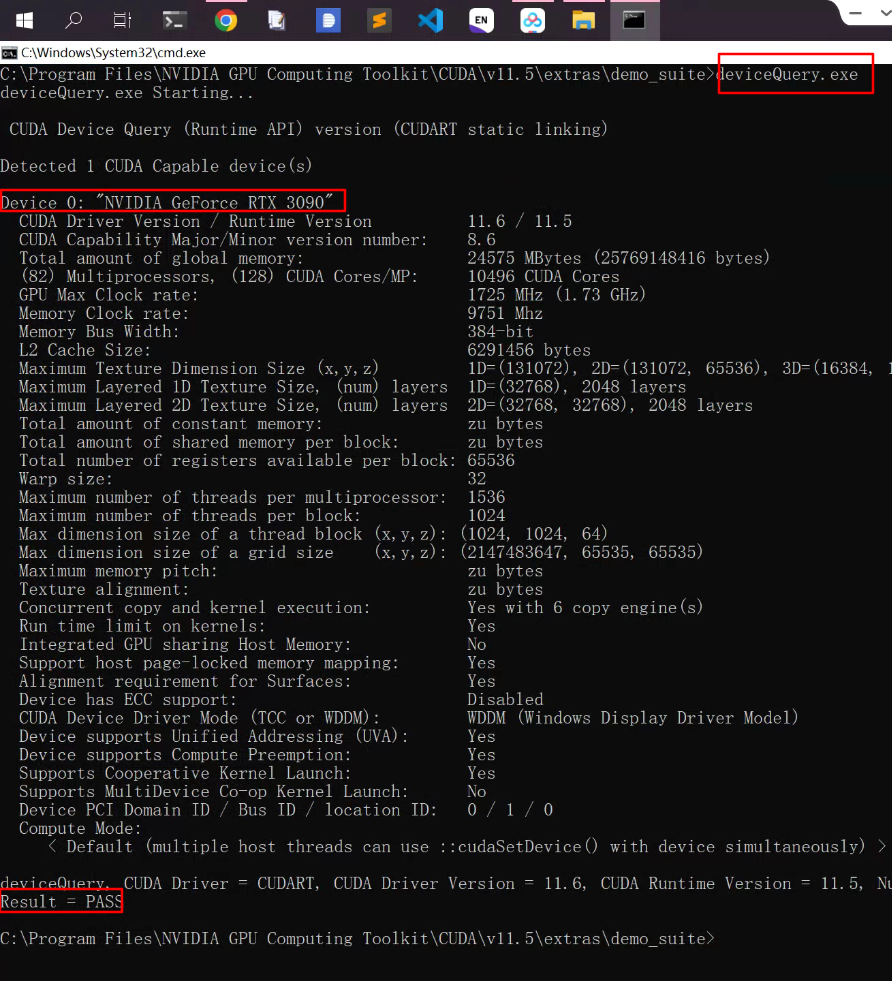 EN
C:\Windows\System32\cmd.exe
C:\Program Files\NVIDIA GPU Computing Toolkit\CUDA\v11.5\extras\demo_suite>deviceQuery.exe
deviceQuery.exe Starting...
CUDA Device Query (Runtime API) version (CUDART static linking)
Detected 1 CUDA Capable device(s)
Device 0: "NVIDIA GeForce RTX 3090"
CUDA Driver Version / Runtime Version 11.6 / 11.5
CUDA Capability Major/Minor version number: 8.6
Total amount of global memory: 24575 MBytes (25769148416 bytes)
(82) Multiprocessors, (128) CUDA Cores/MP: 10496 CUDA Cores
GPU Max Clock rate: 1725 MHz (1.73 GHz)
Memory Clock rate: 9751 Mhz
Memory Bus Width: 384-bit
L2 Cache Size: 6291456 bytes
Maximum Texture Dimension Size (x,y,z) 1D=(131072), 2D=(131072, 65536), 3D=(16384, 1
Maximum Layered 1D Texture Size, (num) layers 1D=(32768), 2048 layers
Maximum Layered 2D Texture Size, (num) layers 2D=(32768, 32768), 2048 layers
Total amount of constant memory: zu bytes
Total amount of shared memory per block: zu bytes
Total number of registers available per block: 65536
Warp size: 32
Maximum number of threads per multiprocessor: 1536
Maximum number of threads per block: 1024
Max dimension size of a thread block (x,y,z): (1024, 1024, 64)
Max dimension size of a grid size (x,y,z): (2147483647, 65535, 65535)
Maximum memory pitch: zu bytes
Texture alignment: zu bytes
Concurrent copy and kernel execution: Yes with 6 copy engine(s)
Run time limit on kernels: Yes
Integrated GPU sharing Host Memory: No
Support host page-locked memory mapping: Yes
Alignment requirement for Surfaces: Yes
Device has ECC support: Disabled
CUDA Device Driver Mode (TCC or WDDM): WDDM (Windows Display Driver Model)
Device supports Unified Addressing (UVA): Yes
Device supports Compute Preemption: Yes
Supports Cooperative Kernel Launch: Yes
Supports MultiDevice Co-op Kernel Launch: No
Device PCI Domain ID / Bus ID / location ID: 0 / 1 / 0
Compute Mode:
< Default (multiple host threads can use ::cudaSetDevice() with device simultaneously) >
deviceQuery, CUDA Driver = CUDART, CUDA Driver Version = 11.6, CUDA Runtime Version = 11.5, Nu
Result = PASS
C:\Program Files\NVIDIA GPU Computing Toolkit\CUDA\v11.5\extras\demo_suite>